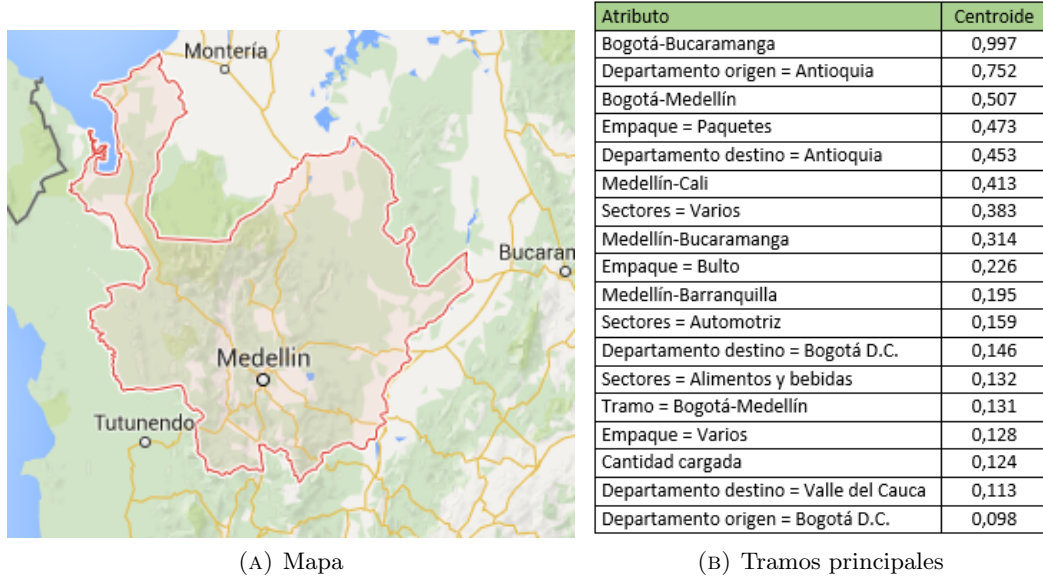 Montería
Bucaran
Medellin
Tutunendo
(A) Mapa
Atributo Centroide
Bogotá-Bucaramanga 0,997
Departamento origen = Antioquia 0,752
Bogotá-Medellín 0,507
Empaque = Paquetes 0,473
Departamento destino = Antioquia 0,453
Medellín-Cali 0,413
Sectores = Varios 0,383
Medellín-Bucaramanga 0,314
Empaque = Bulto 0,226
Medellín-Barranquilla 0,195
Sectores = Automotriz 0,159
Departamento destino = Bogotá D.C. 0,146
Sectores = Alimentos y bebidas 0,132
Tramo = Bogotá-Medellín 0,131
Empaque = Varios 0,128
Cantidad cargada 0,124
Departamento destino = Valle del Cauca 0,113
Departamento origen = Bogotá D.C. 0,098
(B) Tramos principales